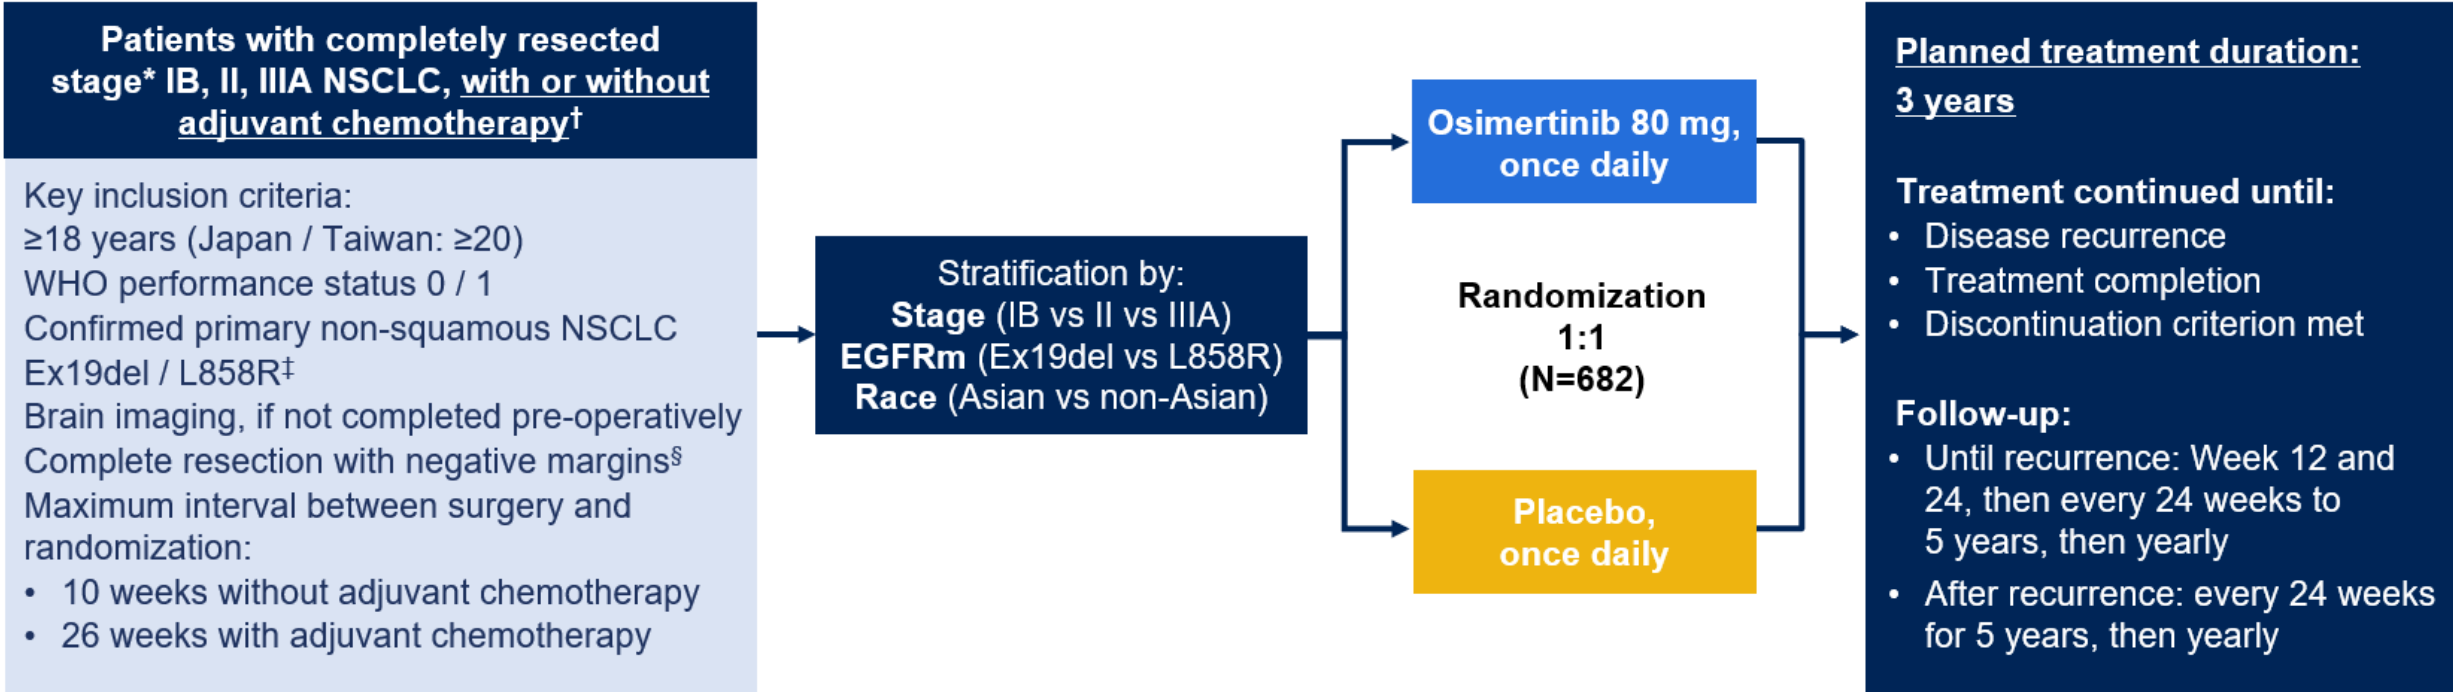 Patients with completely resected
stage* IB, II, IIIA NSCLC, with or without
adjuvant chemotherapy†
Key inclusion criteria:
≥18 years (Japan / Taiwan: ≥20)
WHO performance status 0 / 1
Confirmed primary non-squamous NSCLC
Ex19del / L858R‡
Brain imaging, if not completed pre-operatively
Complete resection with negative margins§
Maximum interval between surgery and
randomization:
• 10 weeks without adjuvant chemotherapy
• 26 weeks with adjuvant chemotherapy
Stratification by:
Stage (IB vs II vs IIIA)
EGFRm (Ex19del vs L858R)
Race (Asian vs non-Asian)
Osimertinib 80 mg,
once daily
Randomization
1:1
(N=682)
Placebo,
once daily
Planned treatment duration:
3 years
Treatment continued until:
• Disease recurrence
• Treatment completion
• Discontinuation criterion met
Follow-up:
• Until recurrence: Week 12 and
24, then every 24 weeks to
5 years, then yearly
• After recurrence: every 24 weeks
for 5 years, then yearly